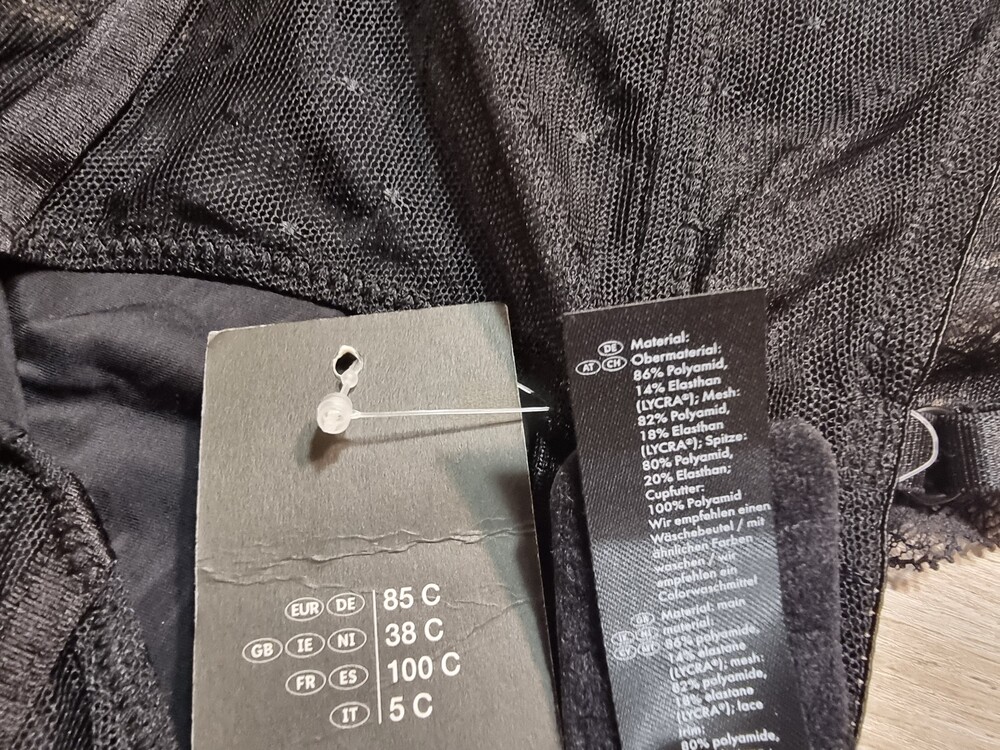 EUR DE 85 C
GB IE NI 38 C
FR ES 100 C
IT 5 C
DE Material:
AT CH Obermaterial:
86% Polyamid,
14% Elasthan
(LYCRA®); Mesh:
82% Polyamid,
18% Elasthan
(LYCRA®); Spitze:
80% Polyamid,
20% Elasthan;
Cupfutter:
100% Polyamid
Wir empfehlen einen
Wäschebeutel / mit
ähnlichen Farben
waschen / wir
empfehlen ein
Colorwaschmittel
GB Material: main
material:
86% polyamide,
14% elastane
(LYCRA®); mesh:
82% polyamide,
18% elastane
(LYCRA®); lace
trim:
80% polyamide,